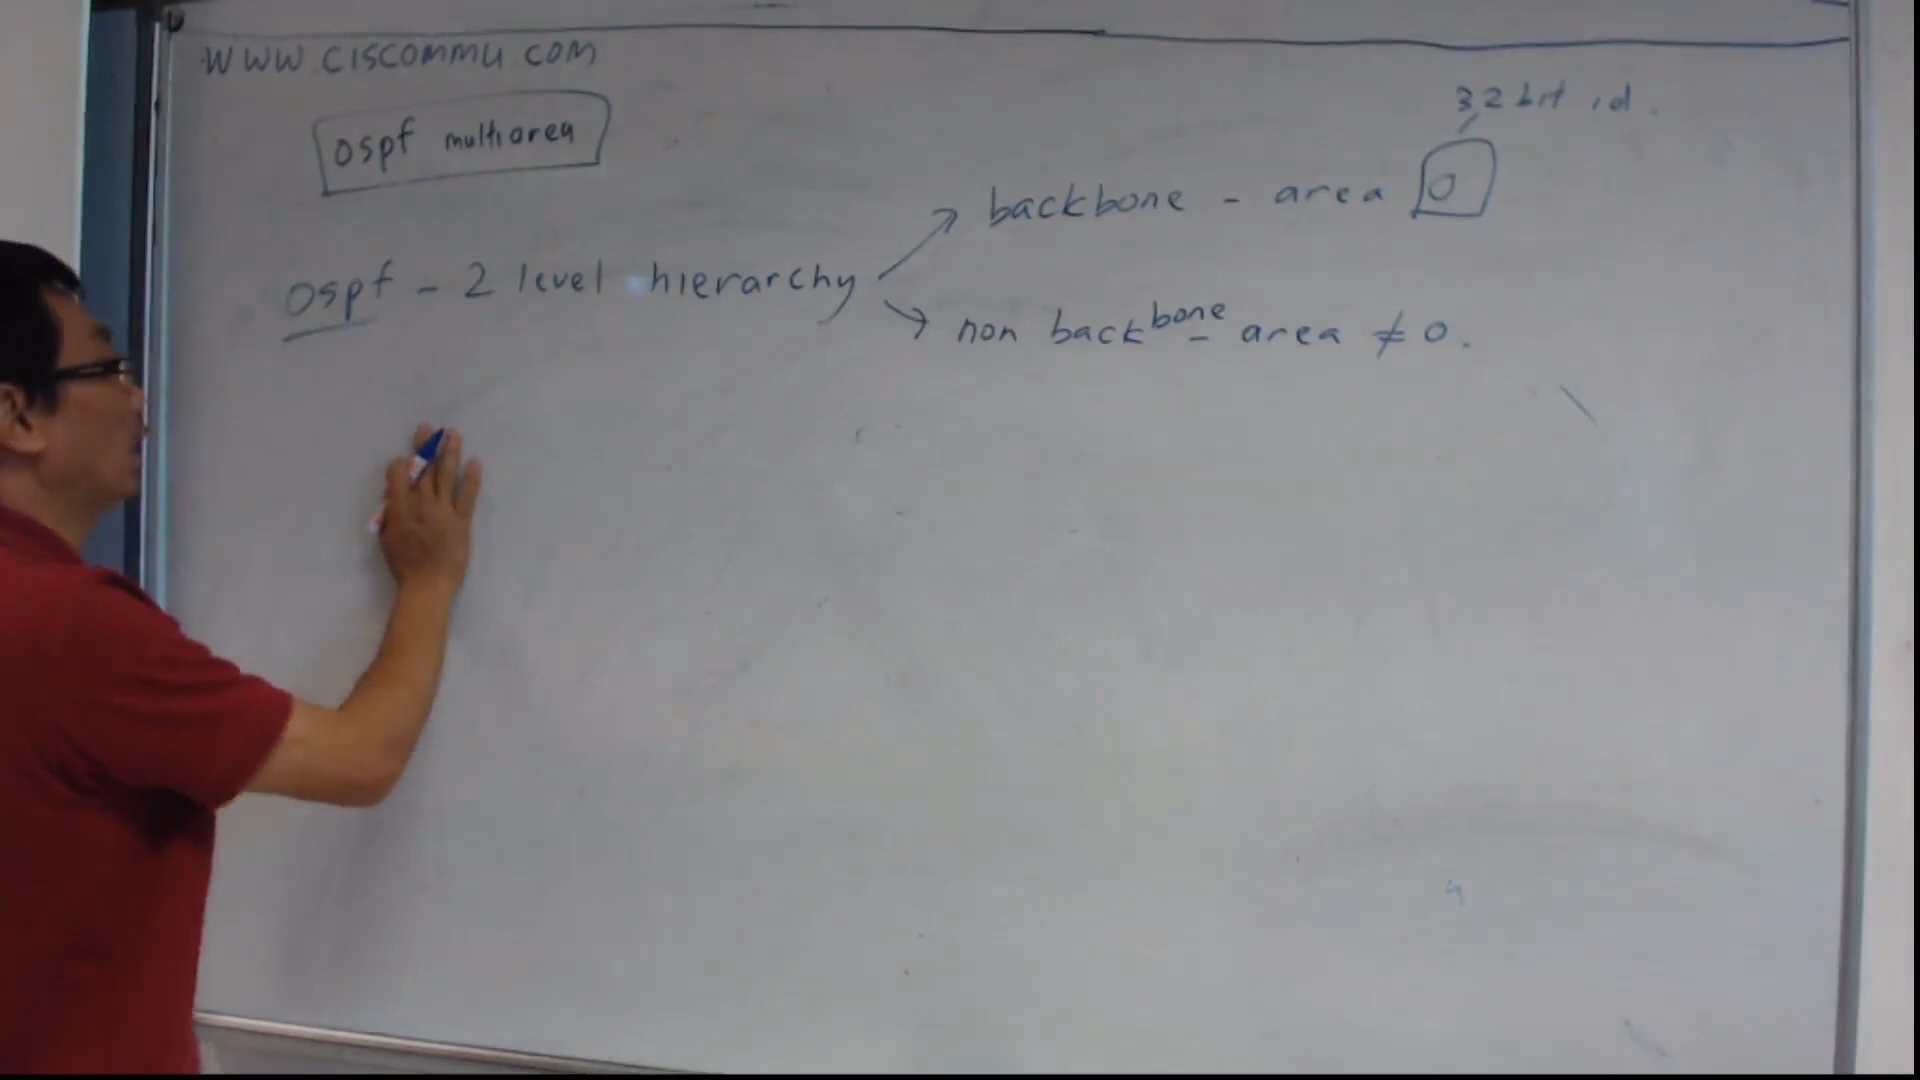 WWW CISCOMMU COM
ospf multiarea
32 bit id.
backbone - area 0
ospf - 2 level hierarchy
non backbone - area ≠ 0.